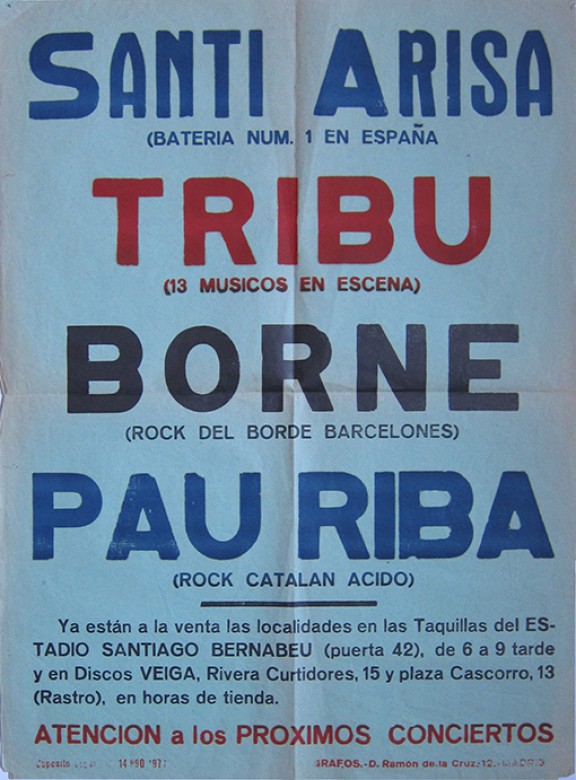 SANTI ARISA
(BATERIA NUM. 1 EN ESPAÑA
TRIBU
(13 MUSICOS EN ESCENA)
BORNE
(ROCK DEL BORDE BARCELONES)
PAU RIBA
(ROCK CATALAN ACIDO)
Ya están a la venta las localidades en las Taquillas del ES-
TADIO SANTIAGO BERNABEU (puerta 42), de 6 a 9 tarde
y en Discos VEIGA, Rivera Curtidores, 15 y plaza Cascorro, 13
(Rastro), en horas de tienda.
ATENCION a los PROXIMOS CONCIERTOS
GRAFOS.-D. Ramón de la Cruz,-12.-MADRID